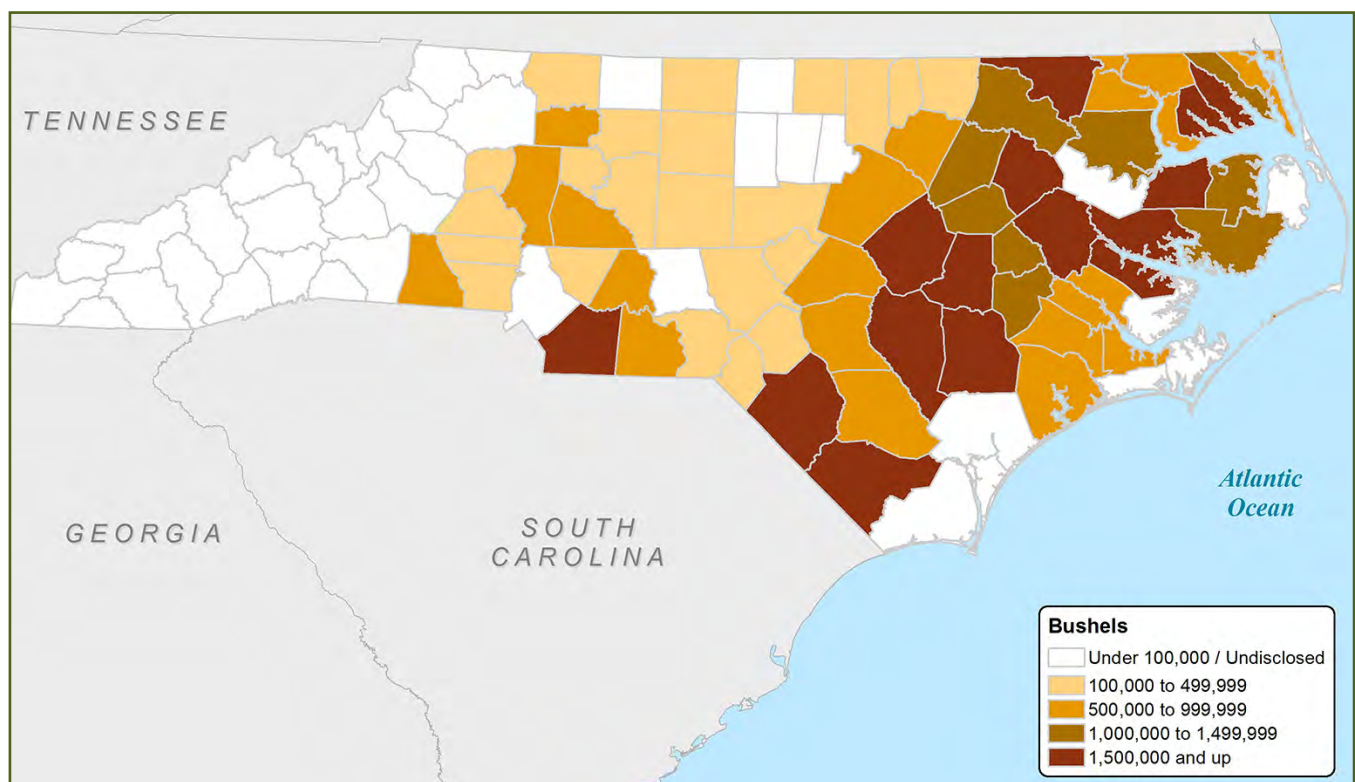 TENNESSEE
GEORGIA
SOUTH
CAROLINA
Atlantic
Ocean
Bushels
Under 100,000 / Undisclosed
100,000 to 499,999
500,000 to 999,999
1,000,000 to 1,499,999
1,500,000 and up